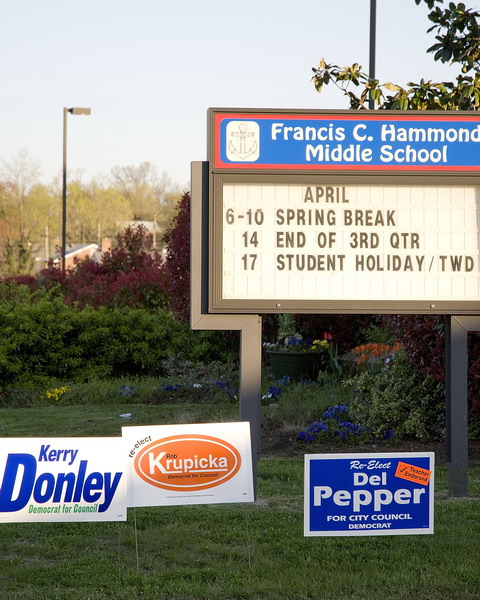 Francis C. Hammond
Middle School
APRIL
6-10 SPRING BREAK
14 END OF 3RD QTR
17 STUDENT HOLIDAY/TWD
Kerry
Donley
Democrat for Council
re-elect
Rob
Krupicka
Democrat for Council
Re-Elect
Del
Pepper
FOR CITY COUNCIL
DEMOCRAT
Teacher
Endorsed